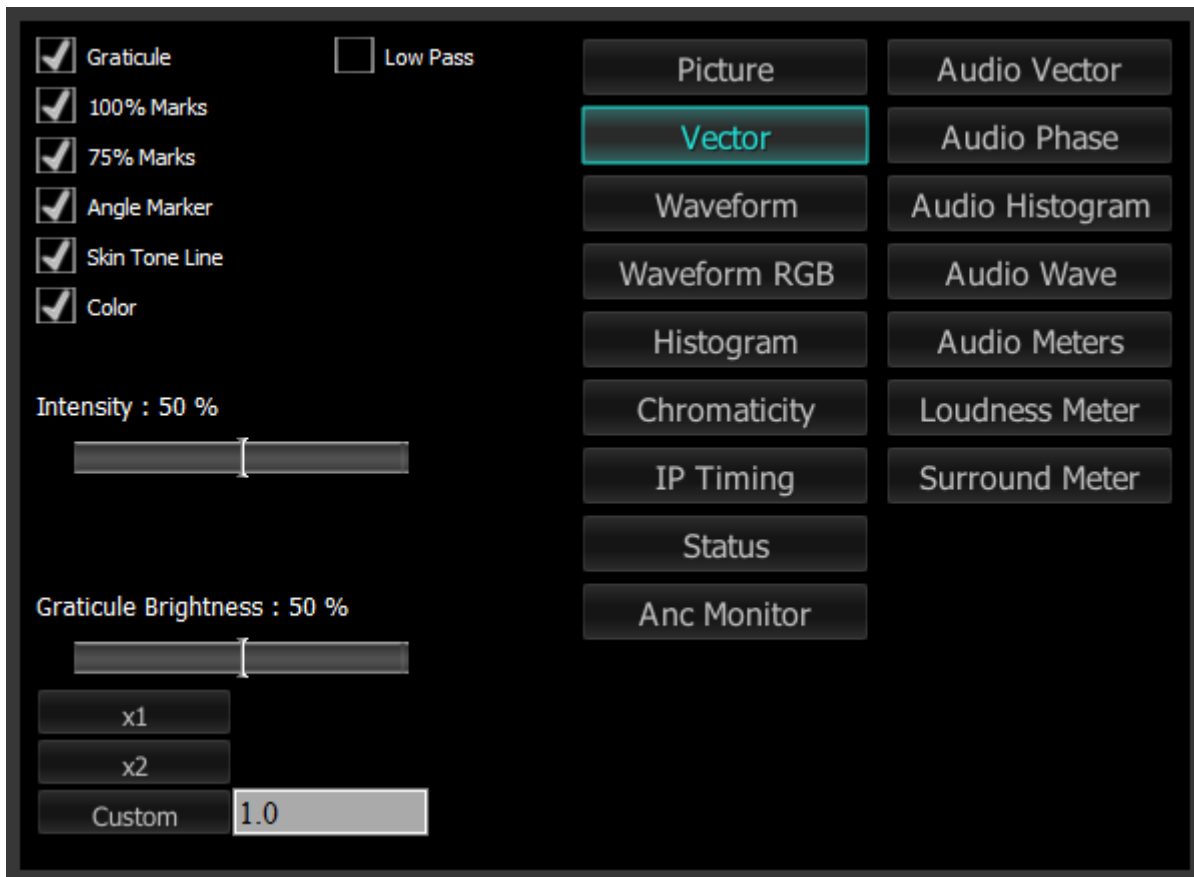 Graticule
Low Pass
100% Marks
75% Marks
Angle Marker
Skin Tone Line
Color
Intensity : 50 %
Graticule Brightness : 50 %
x1
x2
Custom
1.0
Picture
Vector
Waveform
Waveform RGB
Histogram
Chromaticity
IP Timing
Status
Anc Monitor
Audio Vector
Audio Phase
Audio Histogram
Audio Wave
Audio Meters
Loudness Meter
Surround Meter